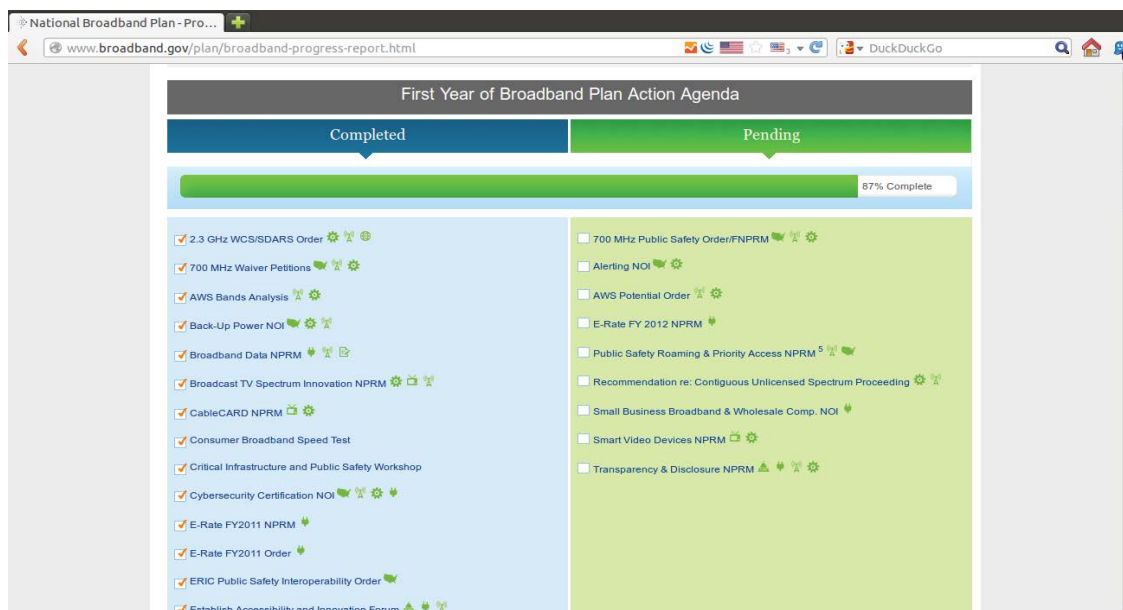 National Broadband Plan - Pro...
www.broadband.gov/plan/broadband-progress-report.html
DuckDuckGo
First Year of Broadband Plan Action Agenda
Completed
Pending
87% Complete
2.3 GHz WCS/SDARS Order
700 MHz Waiver Petitions
AWS Bands Analysis
Back-Up Power NOI
Broadband Data NPRM
Broadcast TV Spectrum Innovation NPRM
CableCARD NPRM
Consumer Broadband Speed Test
Critical Infrastructure and Public Safety Workshop
Cybersecurity Certification NOI
E-Rate FY2011 NPRM
E-Rate FY2011 Order
ERIC Public Safety Interoperability Order
Establish Accessibility and Innovation Forum
700 MHz Public Safety Order/FNPRM
Alerting NOI
AWS Potential Order
E-Rate FY 2012 NPRM
Public Safety Roaming & Priority Access NPRM 5
Recommendation re: Contiguous Unlicensed Spectrum Proceeding
Small Business Broadband & Wholesale Comp. NOI
Smart Video Devices NPRM
Transparency & Disclosure NPRM